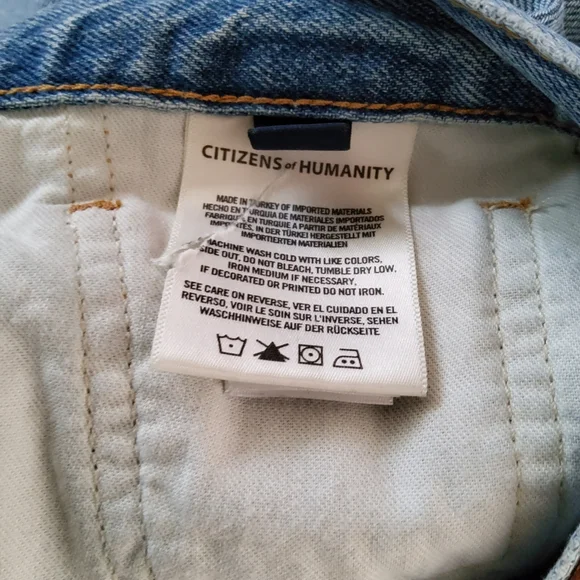 CITIZENS of HUMANITY
MADE IN TURKEY OF IMPORTED MATERIALS
HECHO EN TURQUIA DE MATERIALES IMPORTADOS
FABRIQUÉ EN TURQUIE A PARTIR DE MATÉRIAUX
IMPORTÉS, IN DER TÜRKEI HERGESTELLT MIT
IMPORTIERTEN MATERIALIEN
MACHINE WASH COLD WITH LIKE COLORS,
SIDE OUT, DO NOT BLEACH, TUMBLE DRY LOW,
IRON MEDIUM IF NECESSARY,
IF DECORATED OR PRINTED DO NOT IRON.
SEE CARE ON REVERSE, VER EL CUIDADO EN EL
REVERSO, VOIR LE SOIN SUR L'INVERSE, SEHEN
WASCHHINWEISE AUF DER RÜCKSEITE